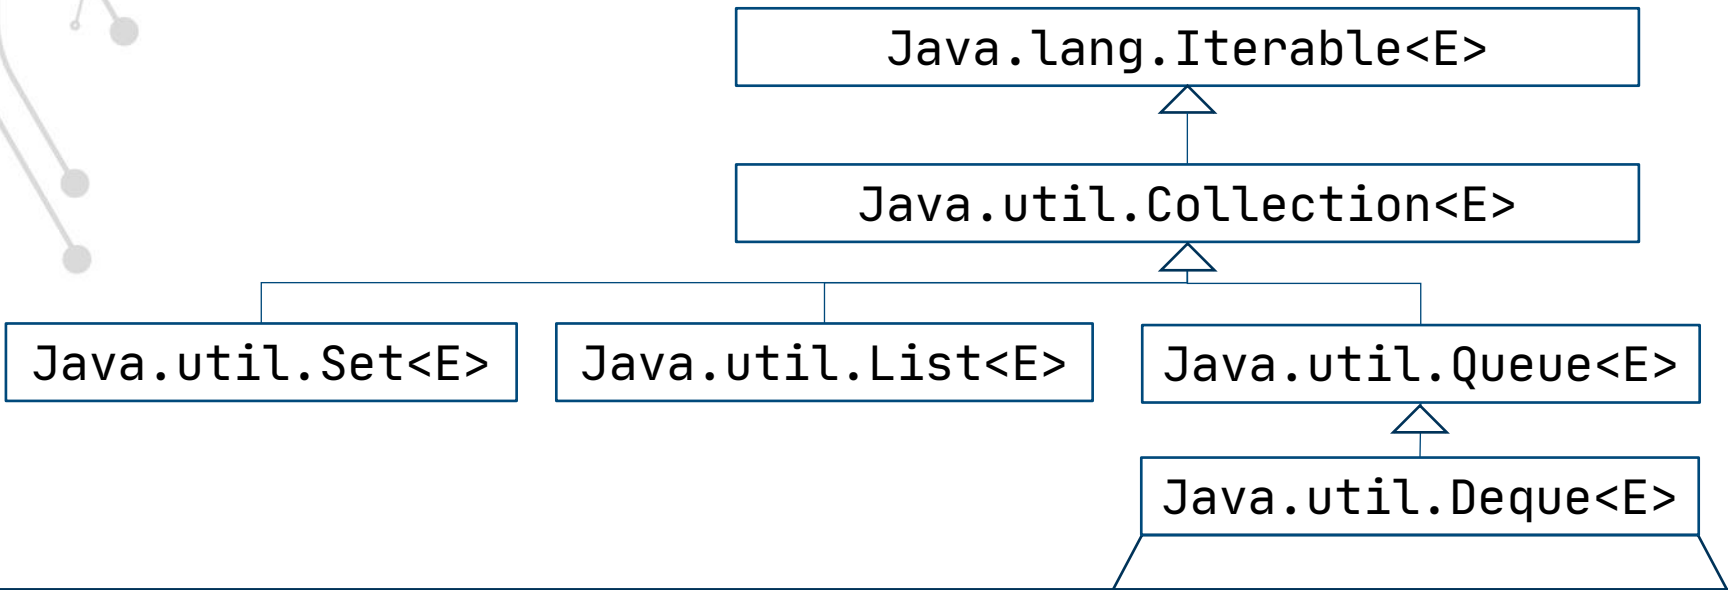 Java.lang.Iterable<E>
Java.util.Collection<E>
Java.util.Set<E>
Java.util.List<E>
Java.util.Queue<E>
Java.util.Deque<E>